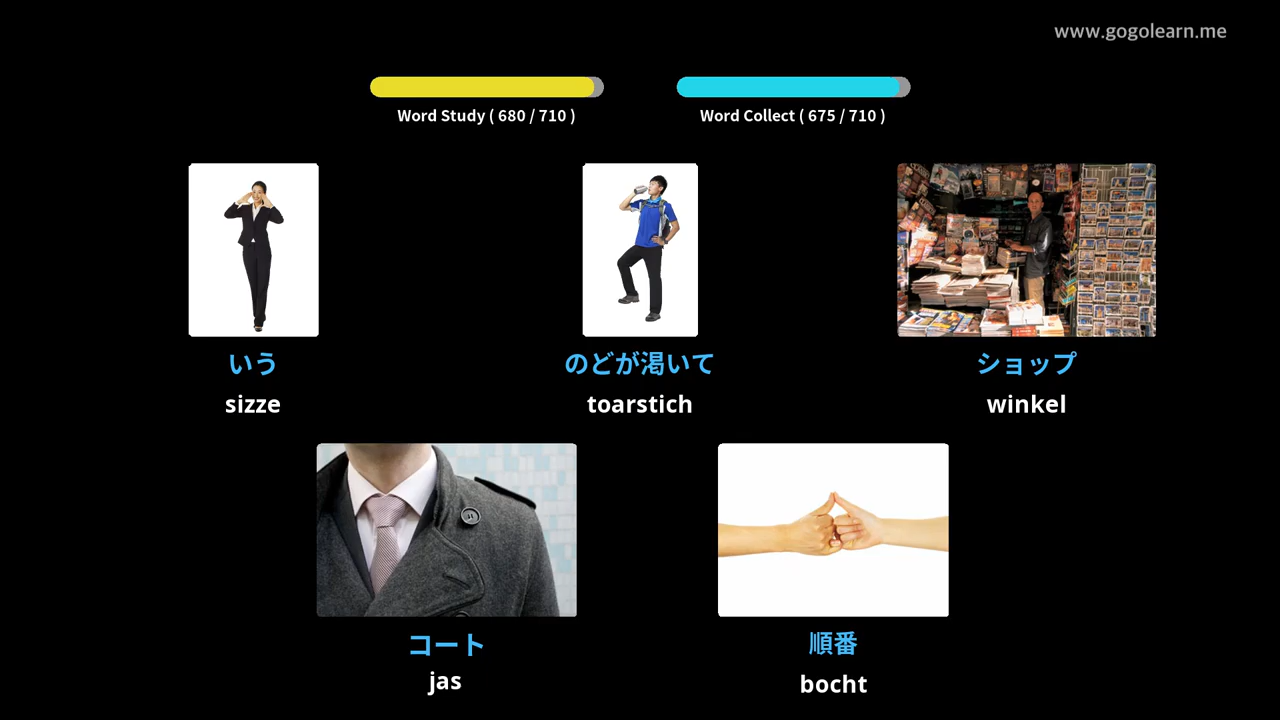 www.gogolearn.me
Word Study ( 680 / 710 )
Word Collect ( 675 / 710 )
いう
のどが渇いて
ショップ
sizze
toarstich
winkel
コート
順番
jas
bocht